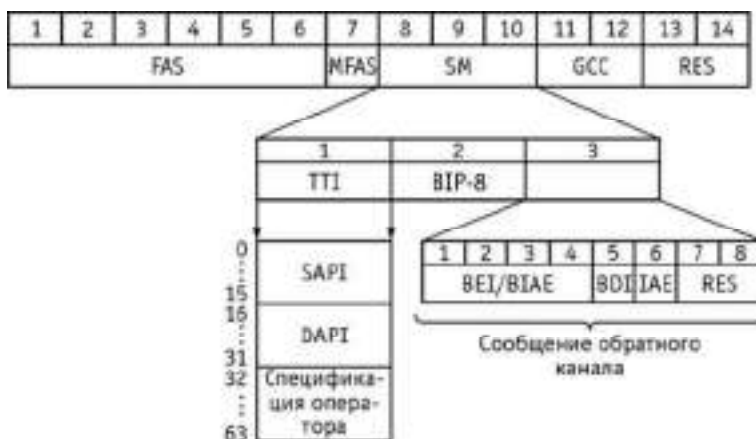 1 2 3 4 5 6 7 8 9 10 11 12 13 14
FAS MFAS SM GCC RES
1 2 3
TTI BIP-8
0
SAPI
15
16
DAPI
31
32
Специфика-
ция опера-
тора
63
1 2 3 4 5 6 7 8
BEI/BIAE BDI IAE RES
Сообщение обратного
канала